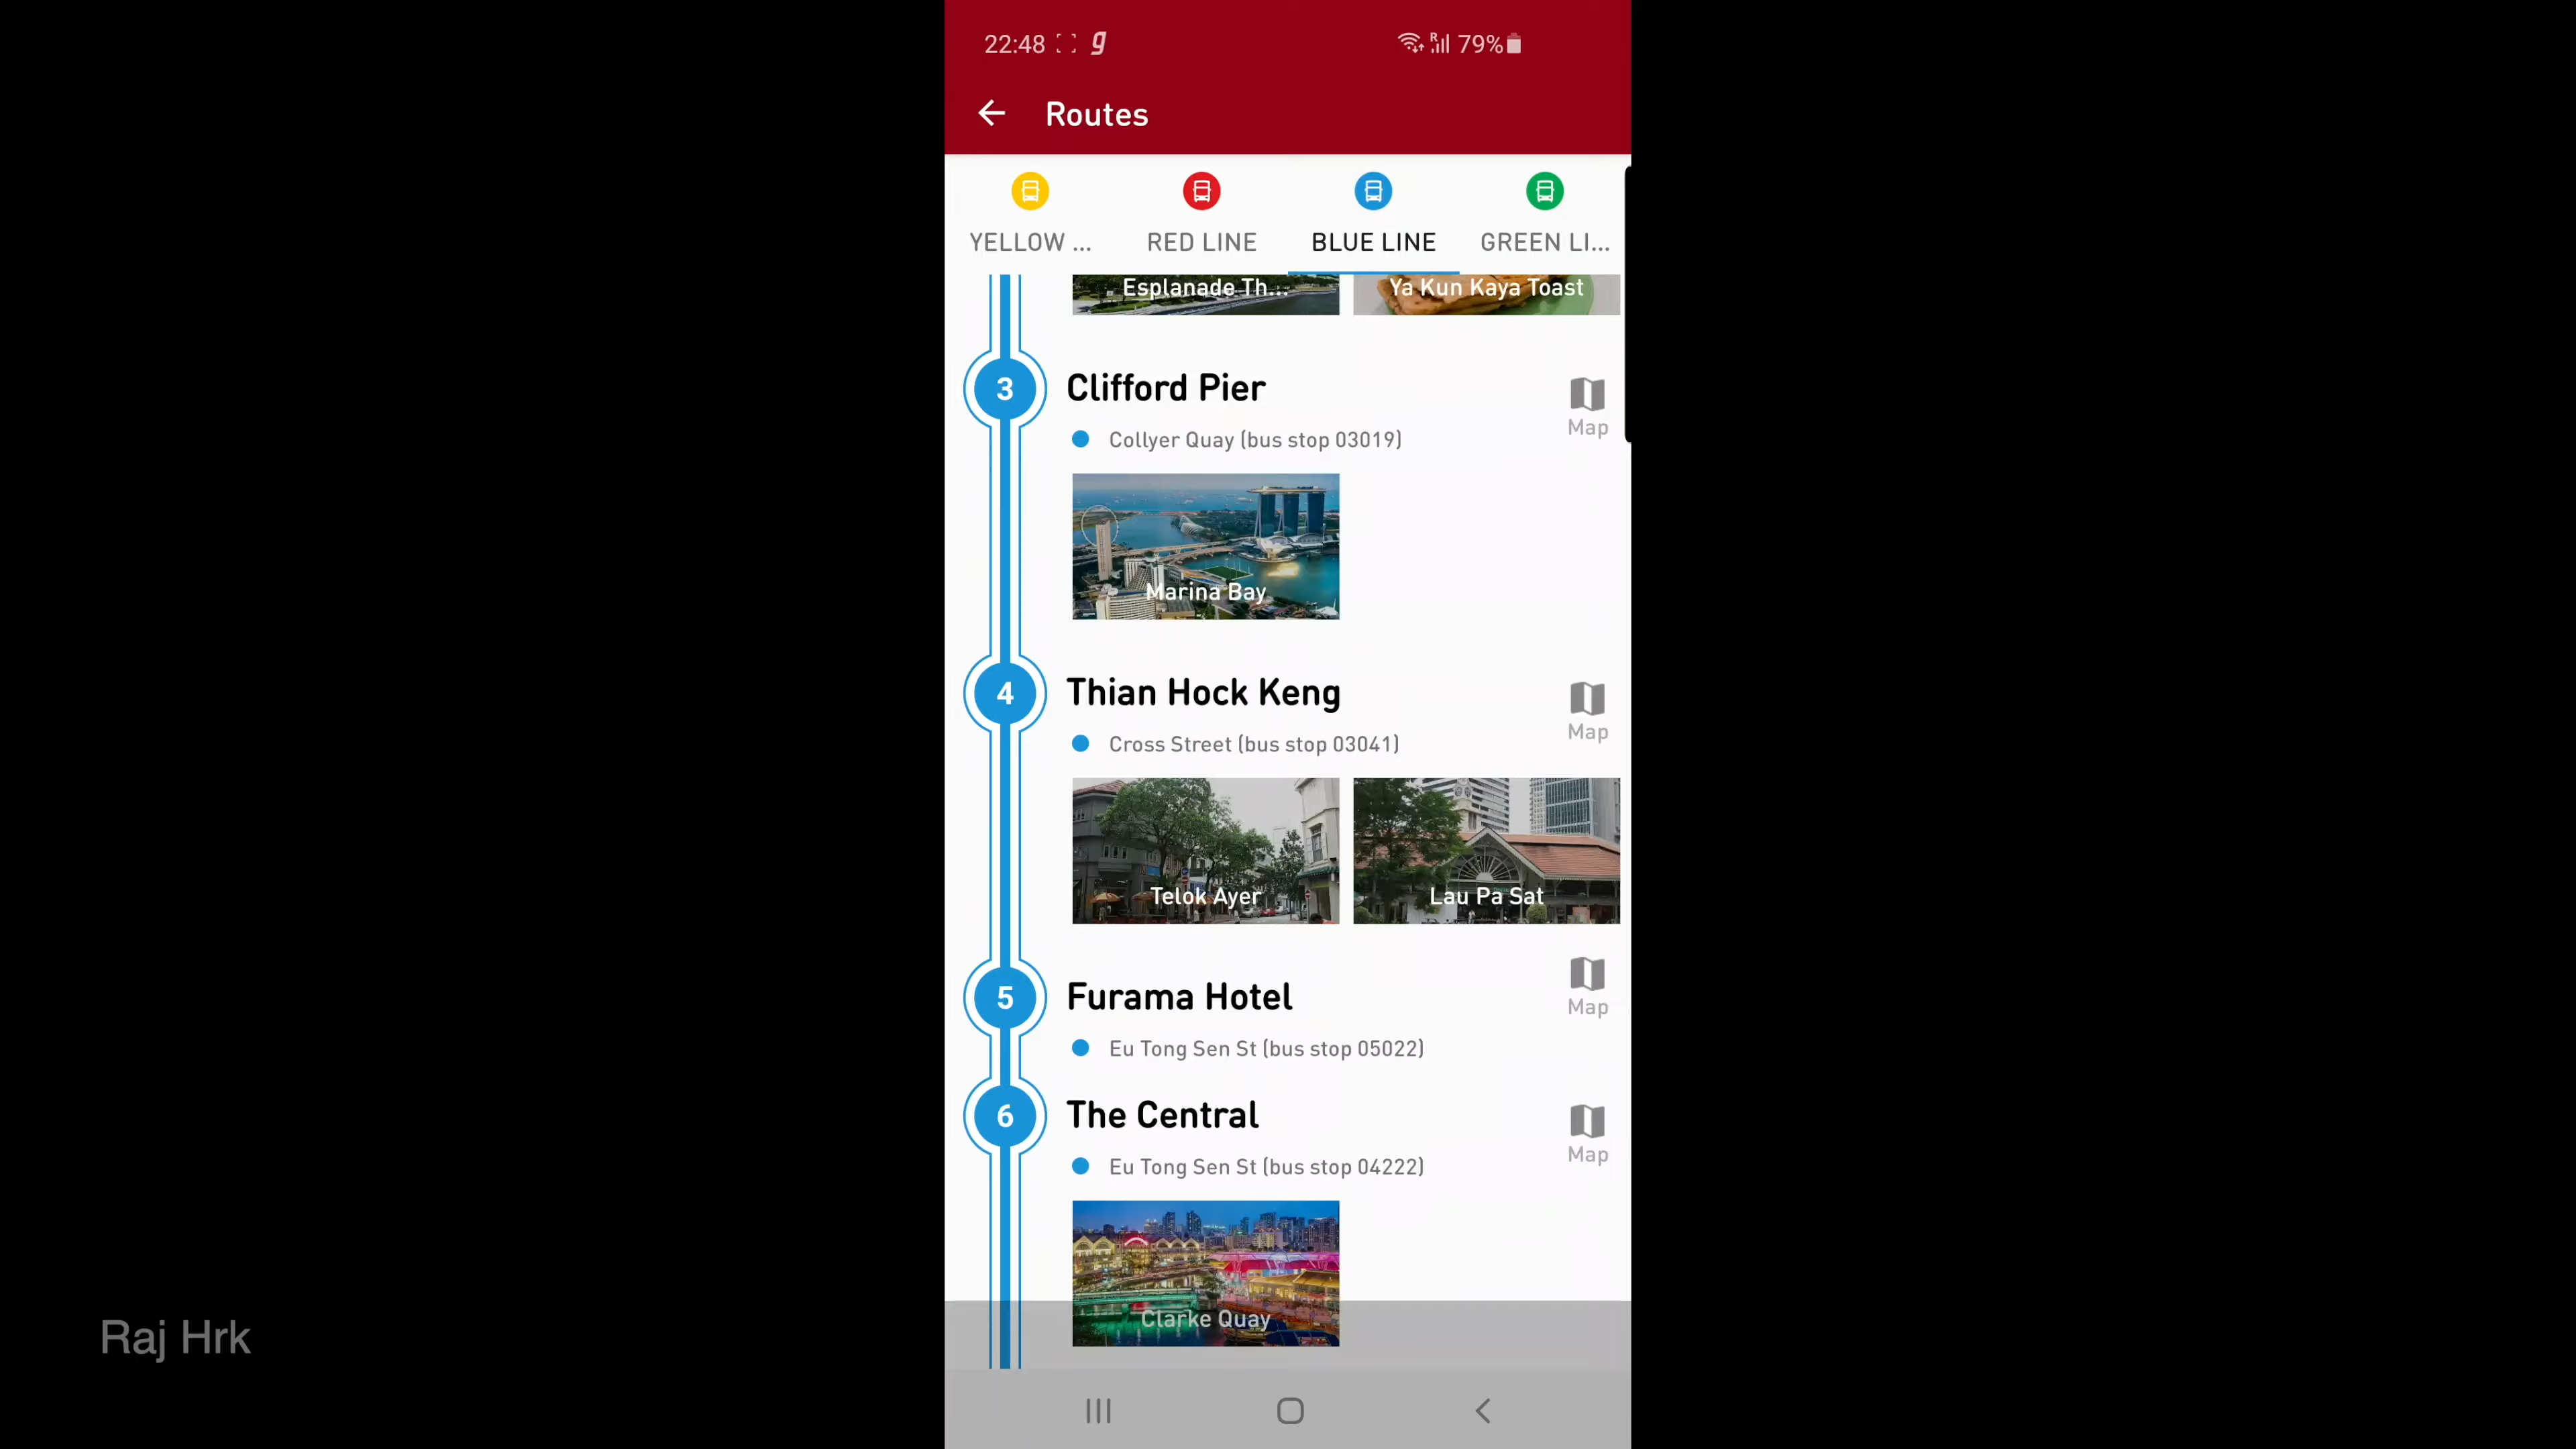 22:48
79%
Routes
YELLOW ...
RED LINE
BLUE LINE
GREEN LI...
Esplanade Th...
Ya Kun Kaya Toast
3
Clifford Pier
Map
Collyer Quay (bus stop 03019)
Marina Bay
4
Thian Hock Keng
Map
Cross Street (bus stop 03041)
Telok Ayer
Lau Pa Sat
5
Furama Hotel
Map
Eu Tong Sen St (bus stop 05022)
6
The Central
Map
Eu Tong Sen St (bus stop 04222)
Clarke Quay
Raj Hrk